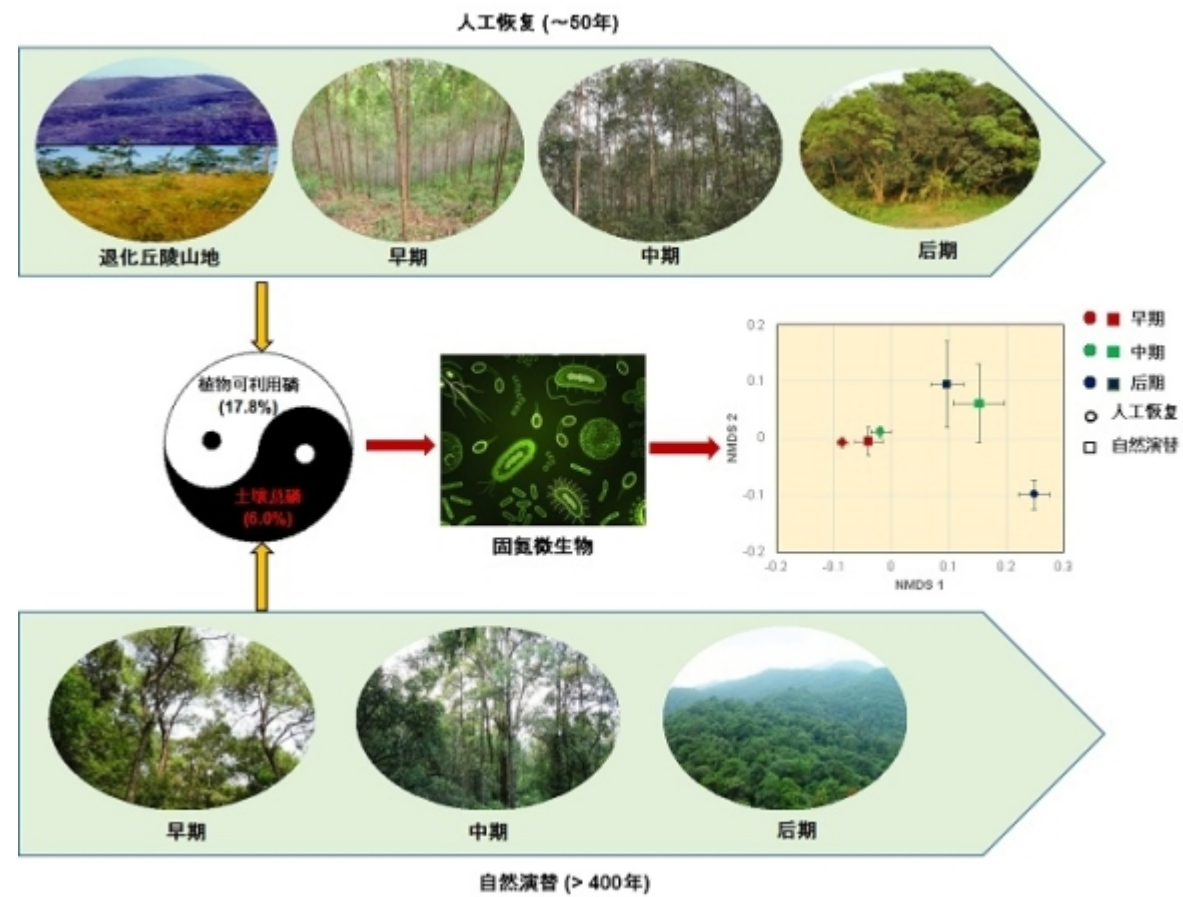 人工恢复 (～50年)
退化丘陵山地
早期
中期
后期
植物可利用磷
(17.8%)
土壤总磷
(6.0%)
固氮微生物
NMDS 2
0.2
0.1
0
-0.1
-0.2
-0.2
-0.1
0
0.1
0.2
0.3
NMDS 1
早期
中期
后期
人工恢复
自然演替
早期
中期
后期
自然演替 (> 400年)